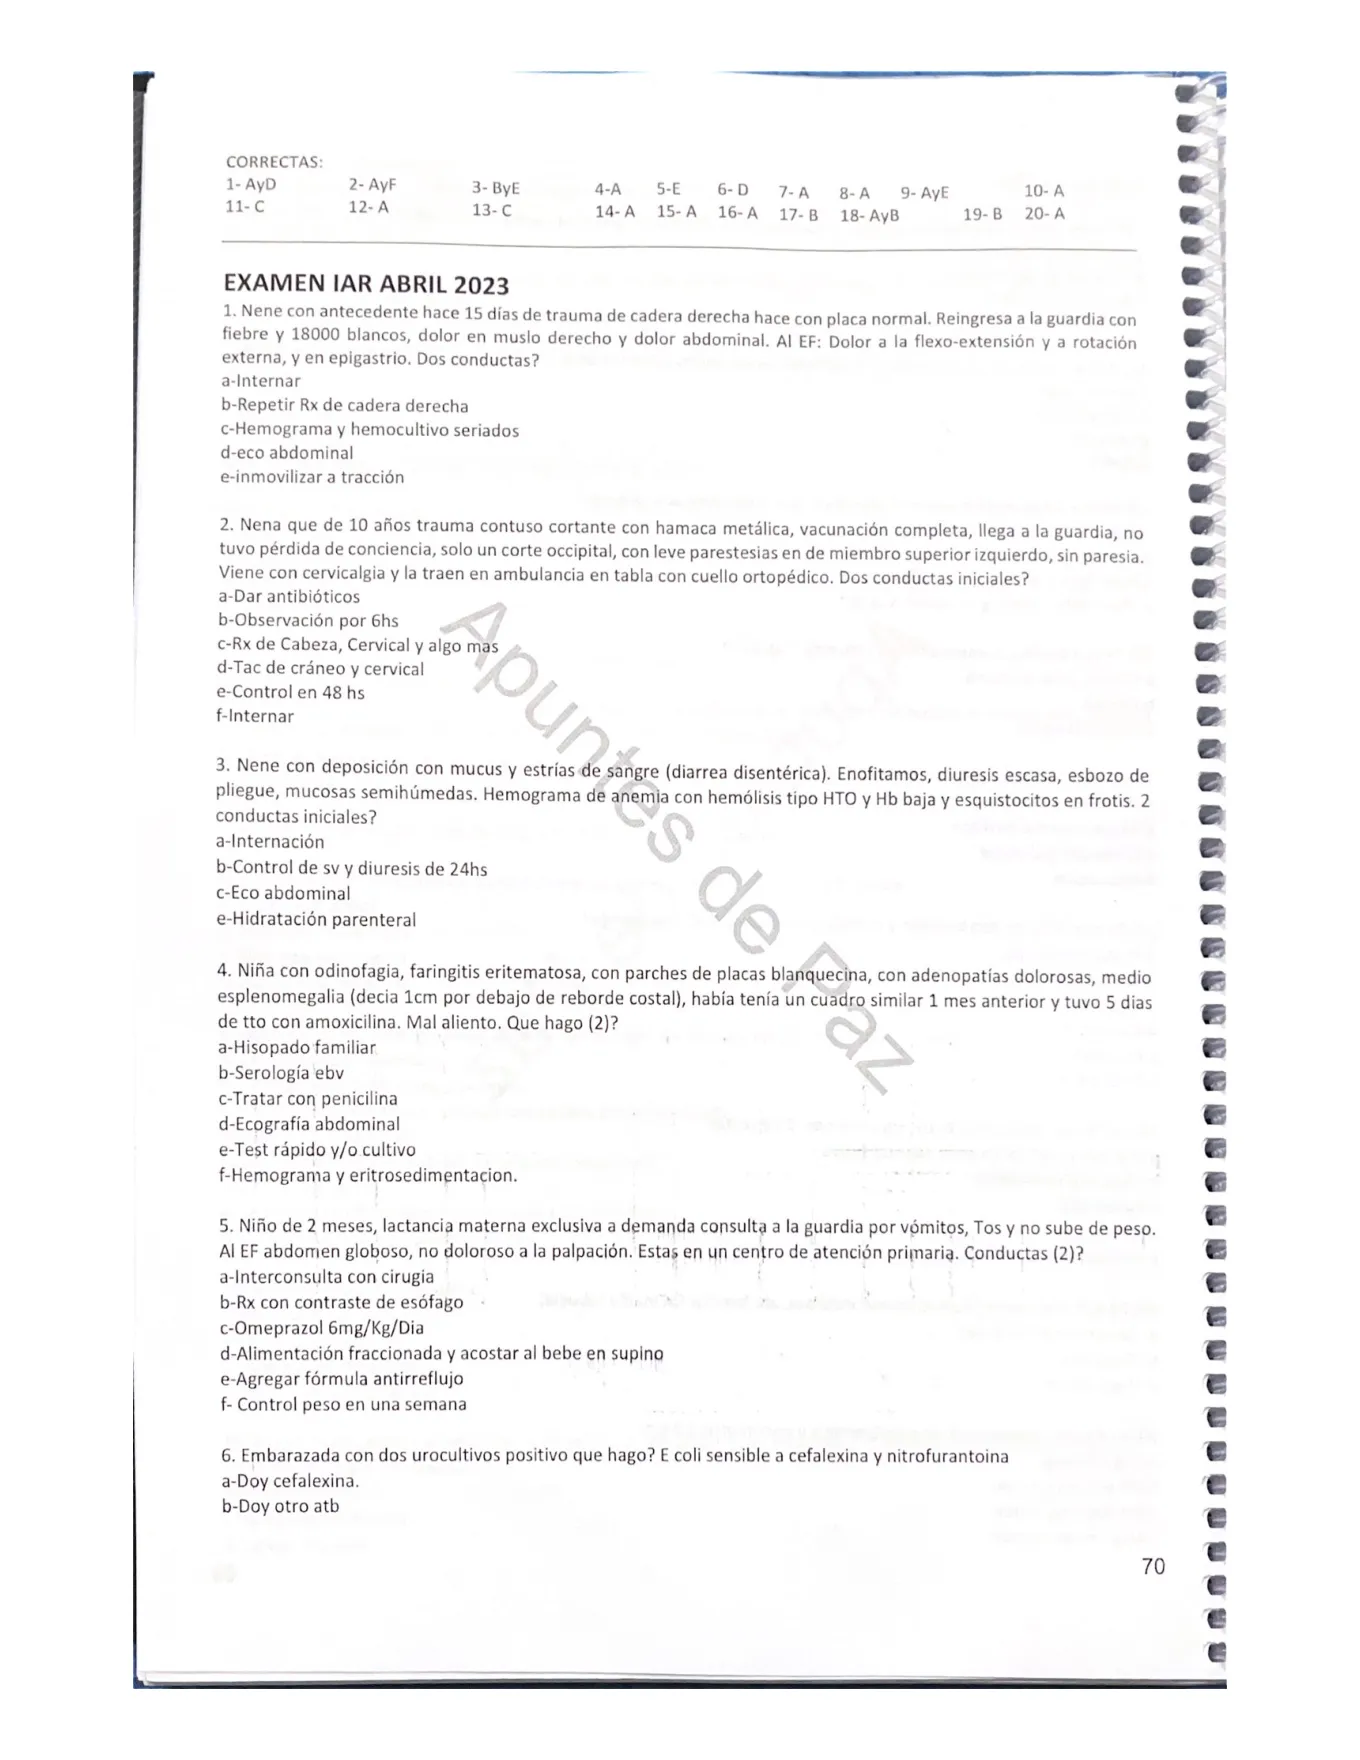 CORRECTAS:
1- AyD 2- AyF 3- ByE 4-A 5-E 6- D 7- A 8- A 9- AyE 10- A
11- C 12- A 13- C 14- A 15- A 16- A 17- B 18- AyB 19- B 20- A
EXAMEN IAR ABRIL 2023
1. Nene con antecedente hace 15 días de trauma de cadera derecha hace con placa normal. Reingresa a la guardia con
fiebre y 18000 blancos, dolor en muslo derecho y dolor abdominal. Al EF: Dolor a la flexo-extensión y a rotación
externa, y en epigastrio. Dos conductas?
a-Internar
b-Repetir Rx de cadera derecha
c-Hemograma y hemocultivo seriados
d-eco abdominal
e-inmovilizar a tracción
2. Nena que de 10 años trauma contuso cortante con hamaca metálica, vacunación completa, llega a la guardia, no
tuvo pérdida de conciencia, solo un corte occipital, con leve parestesias en de miembro superior izquierdo, sin paresia.
Viene con cervicalgia y la traen en ambulancia en tabla con cuello ortopédico. Dos conductas iniciales?
a-Dar antibióticos
b-Observación por 6hs
c-Rx de Cabeza, Cervical y algo mas
d-Tac de cráneo y cervical
e-Control en 48 hs
f-Internar
3. Nene con deposición con mucus y estrías de sangre (diarrea disentérica). Enofitamos, diuresis escasa, esbozo de
pliegue, mucosas semihúmedas. Hemograma de anemia con hemólisis tipo HTO y Hb baja y esquistocitos en frotis. 2
conductas iniciales?
a-Internación
b-Control de sv y diuresis de 24hs
c-Eco abdominal
e-Hidratación parenteral
4. Niña con odinofagia, faringitis eritematosa, con parches de placas blanquecina, con adenopatías dolorosas, medio
esplenomegalia (decia 1cm por debajo de reborde costal), había tenía un cuadro similar 1 mes anterior y tuvo 5 dias
de tto con amoxicilina. Mal aliento. Que hago (2)?
a-Hisopado familiar
b-Serología ebv
c-Tratar con penicilina
d-Ecografía abdominal
e-Test rápido y/o cultivo
f-Hemograma y eritrosedimentacion.
5. Niño de 2 meses, lactancia materna exclusiva a demanda consulta a la guardia por vómitos, Tos y no sube de peso.
Al EF abdomen globoso, no doloroso a la palpación. Estas en un centro de atención primaria. Conductas (2)?
a-Interconsulta con cirugia
b-Rx con contraste de esófago
c-Omeprazol 6mg/Kg/Dia
d-Alimentación fraccionada y acostar al bebe en supino
e-Agregar fórmula antirreflujo
f- Control peso en una semana
6. Embarazada con dos urocultivos positivo que hago? E coli sensible a cefalexina y nitrofurantoina
a-Doy cefalexina.
b-Doy otro atb
70
Apuntes de Paz